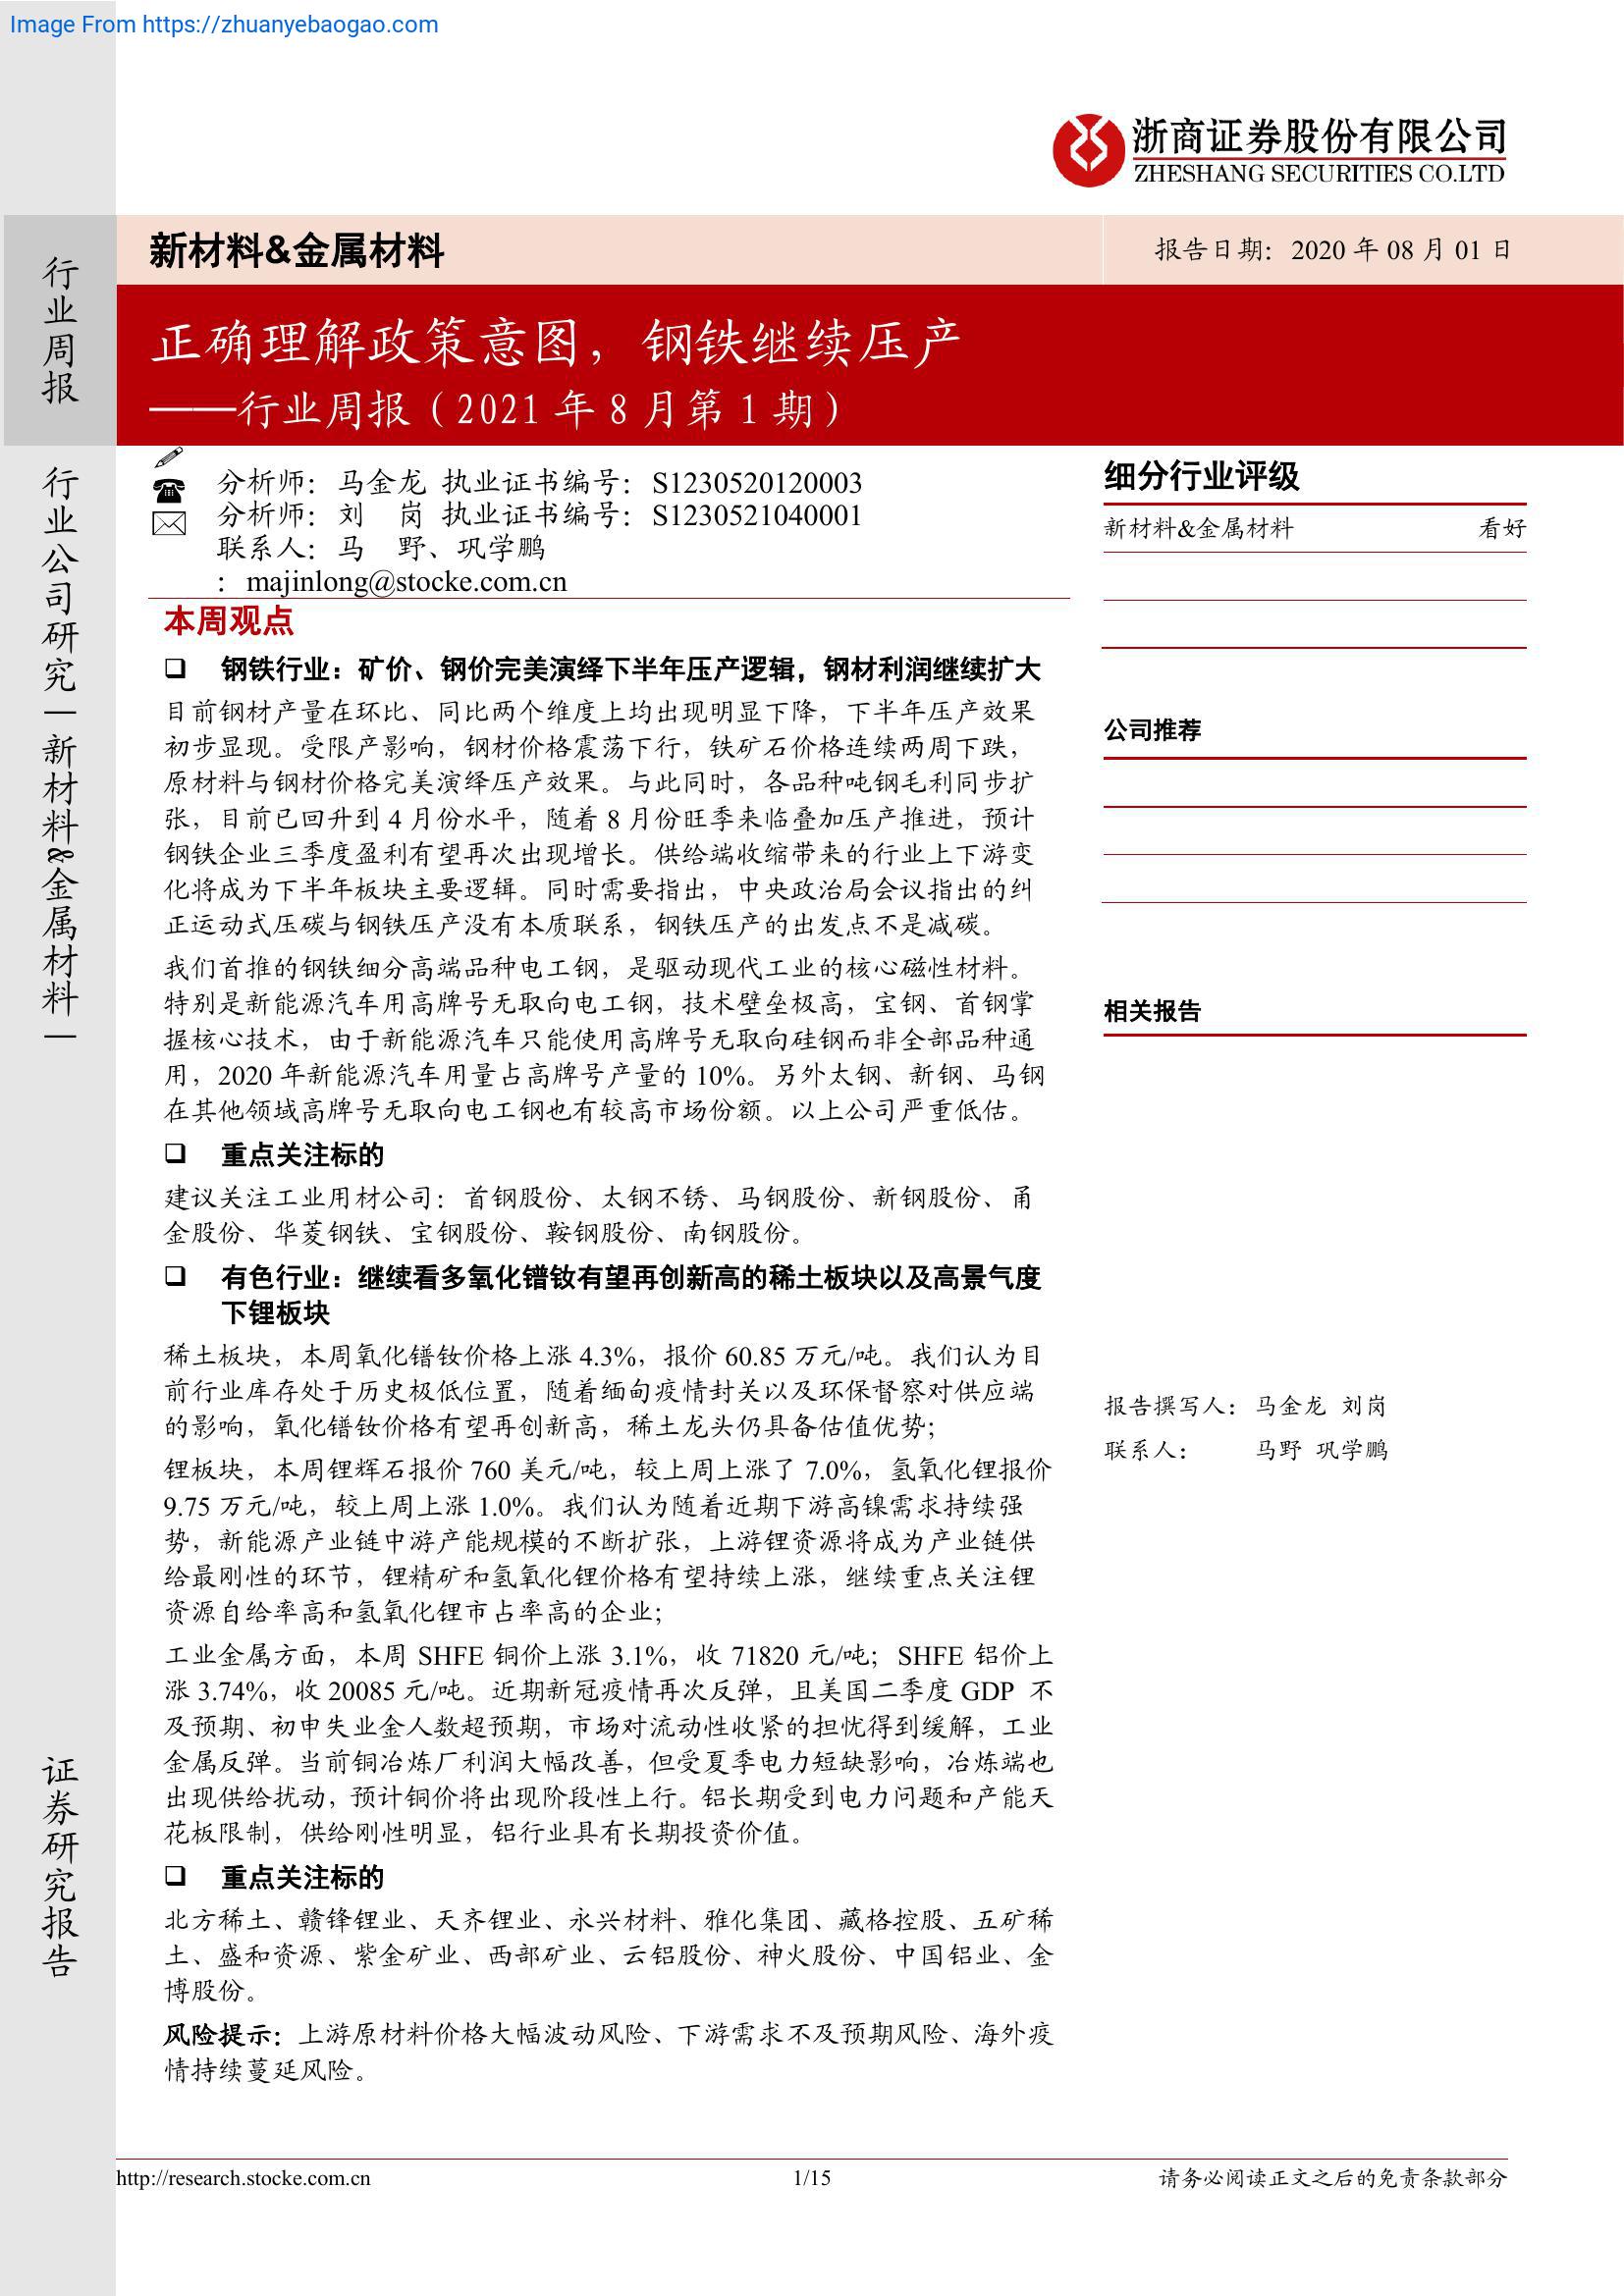 Image From https://zhuanyebaogao.com
浙商证券股份有限公司
ZHESHANG SECURITIES CO.LTD
行业周报
行业公司研究|新材料&金属材料|
证券研究报告
新材料&金属材料
报告日期：2020 年 08 月 01 日
正确理解政策意图，钢铁继续压产
——行业周报（2021 年 8 月第 1 期）
分析师：马金龙 执业证书编号：S1230520120003
分析师：刘 岗 执业证书编号：S1230521040001
联系人：马 野、巩学鹏
：majinlong@stocke.com.cn
本周观点
❑ 钢铁行业：矿价、钢价完美演绎下半年压产逻辑，钢材利润继续扩大
目前钢材产量在环比、同比两个维度上均出现明显下降，下半年压产效果
初步显现。受限产影响，钢材价格震荡下行，铁矿石价格连续两周下跌，
原材料与钢材价格完美演绎压产效果。与此同时，各品种吨钢毛利同步扩
张，目前已回升到 4 月份水平，随着 8 月份旺季来临叠加压产推进，预计
钢铁企业三季度盈利有望再次出现增长。供给端收缩带来的行业上下游变
化将成为下半年板块主要逻辑。同时需要指出，中央政治局会议指出的纠
正运动式压碳与钢铁压产没有本质联系，钢铁压产的出发点不是减碳。
我们首推的钢铁细分高端品种电工钢，是驱动现代工业的核心磁性材料。
特别是新能源汽车用高牌号无取向电工钢，技术壁垒极高，宝钢、首钢掌
握核心技术，由于新能源汽车只能使用高牌号无取向硅钢而非全部品种通
用，2020 年新能源汽车用量占高牌号产量的 10%。另外太钢、新钢、马钢
在其他领域高牌号无取向电工钢也有较高市场份额。以上公司严重低估。
❑ 重点关注标的
建议关注工业用材公司：首钢股份、太钢不锈、马钢股份、新钢股份、甬
金股份、华菱钢铁、宝钢股份、鞍钢股份、南钢股份。
❑ 有色行业：继续看多氧化镨钕有望再创新高的稀土板块以及高景气度
下锂板块
稀土板块，本周氧化镨钕价格上涨 4.3%，报价 60.85 万元/吨。我们认为目
前行业库存处于历史极低位置，随着缅甸疫情封关以及环保督察对供应端
的影响，氧化镨钕价格有望再创新高，稀土龙头仍具备估值优势；
锂板块，本周锂辉石报价 760 美元/吨，较上周上涨了 7.0%，氢氧化锂报价
9.75 万元/吨，较上周上涨 1.0%。我们认为随着近期下游高镍需求持续强
势，新能源产业链中游产能规模的不断扩张，上游锂资源将成为产业链供
给最刚性的环节，锂精矿和氢氧化锂价格有望持续上涨，继续重点关注锂
资源自给率高和氢氧化锂市占率高的企业；
工业金属方面，本周 SHFE 铜价上涨 3.1%，收 71820 元/吨；SHFE 铝价上
涨 3.74%，收 20085 元/吨。近期新冠疫情再次反弹，且美国二季度 GDP 不
及预期、初申失业金人数超预期，市场对流动性收紧的担忧得到缓解，工业
金属反弹。当前铜冶炼厂利润大幅改善，但受夏季电力短缺影响，冶炼端也
出现供给扰动，预计铜价将出现阶段性上行。铝长期受到电力问题和产能天
花板限制，供给刚性明显，铝行业具有长期投资价值。
❑ 重点关注标的
北方稀土、赣锋锂业、天齐锂业、永兴材料、雅化集团、藏格控股、五矿稀
土、盛和资源、紫金矿业、西部矿业、云铝股份、神火股份、中国铝业、金
博股份。
风险提示：上游原材料价格大幅波动风险、下游需求不及预期风险、海外疫
情持续蔓延风险。
细分行业评级
新材料&金属材料 看好
公司推荐
相关报告
报告撰写人：马金龙 刘岗
联系人： 马野 巩学鹏
http://research.stocke.com.cn
1/15
请务必阅读正文之后的免责条款部分